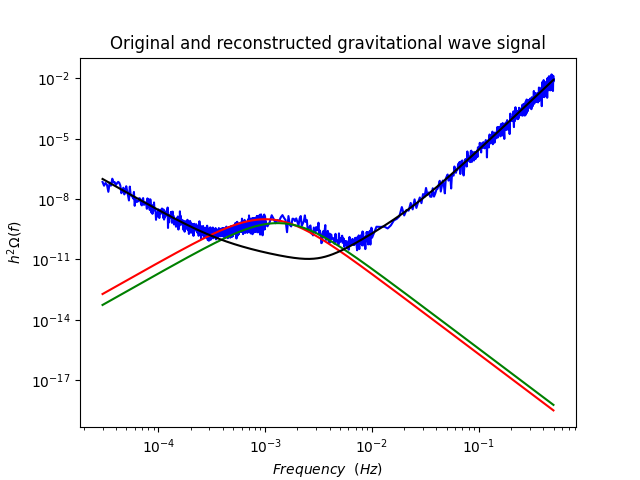 Original and reconstructed gravitational wave signal
h²Ω(f)
10⁻²
10⁻⁵
10⁻⁸
10⁻¹¹
10⁻¹⁴
10⁻¹⁷
10⁻⁴ 10⁻³ 10⁻² 10⁻¹
Frequency (Hz)